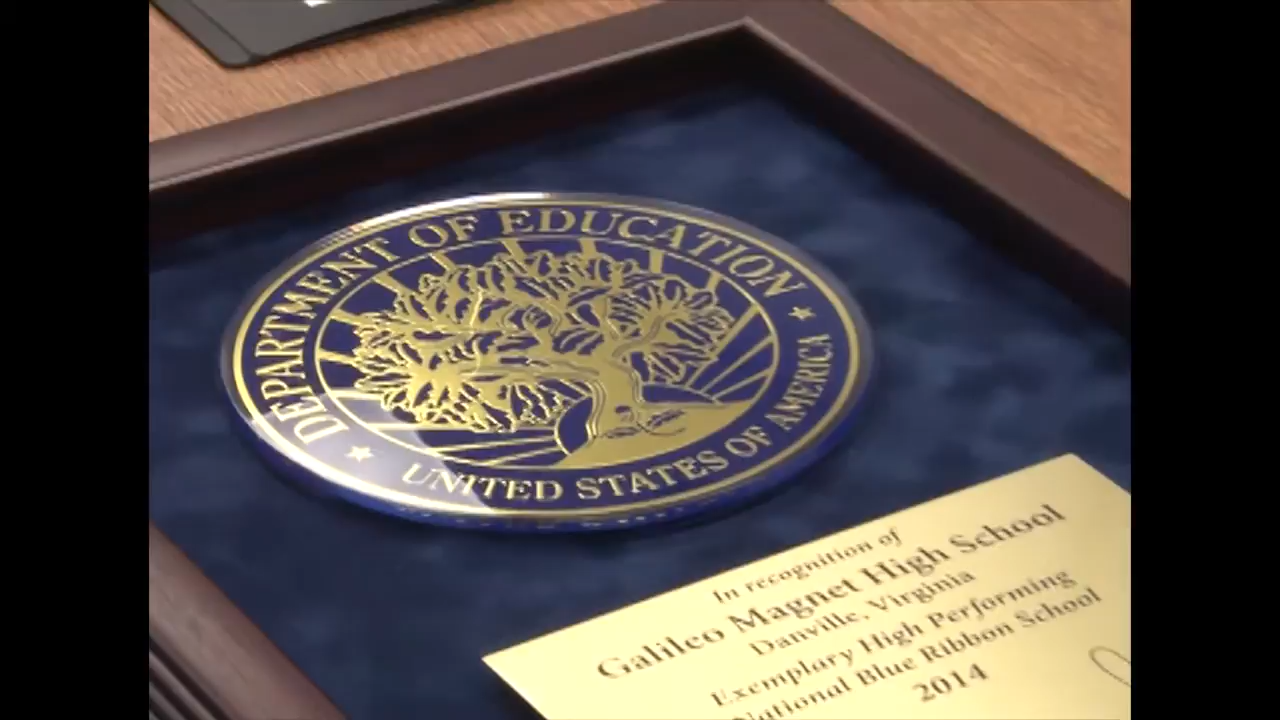 DEPARTMENT OF EDUCATION
UNITED STATES OF AMERICA
In recognition of
Galileo Magnet High School
Danville, Virginia
Exemplary High Performing
National Blue Ribbon School
2014